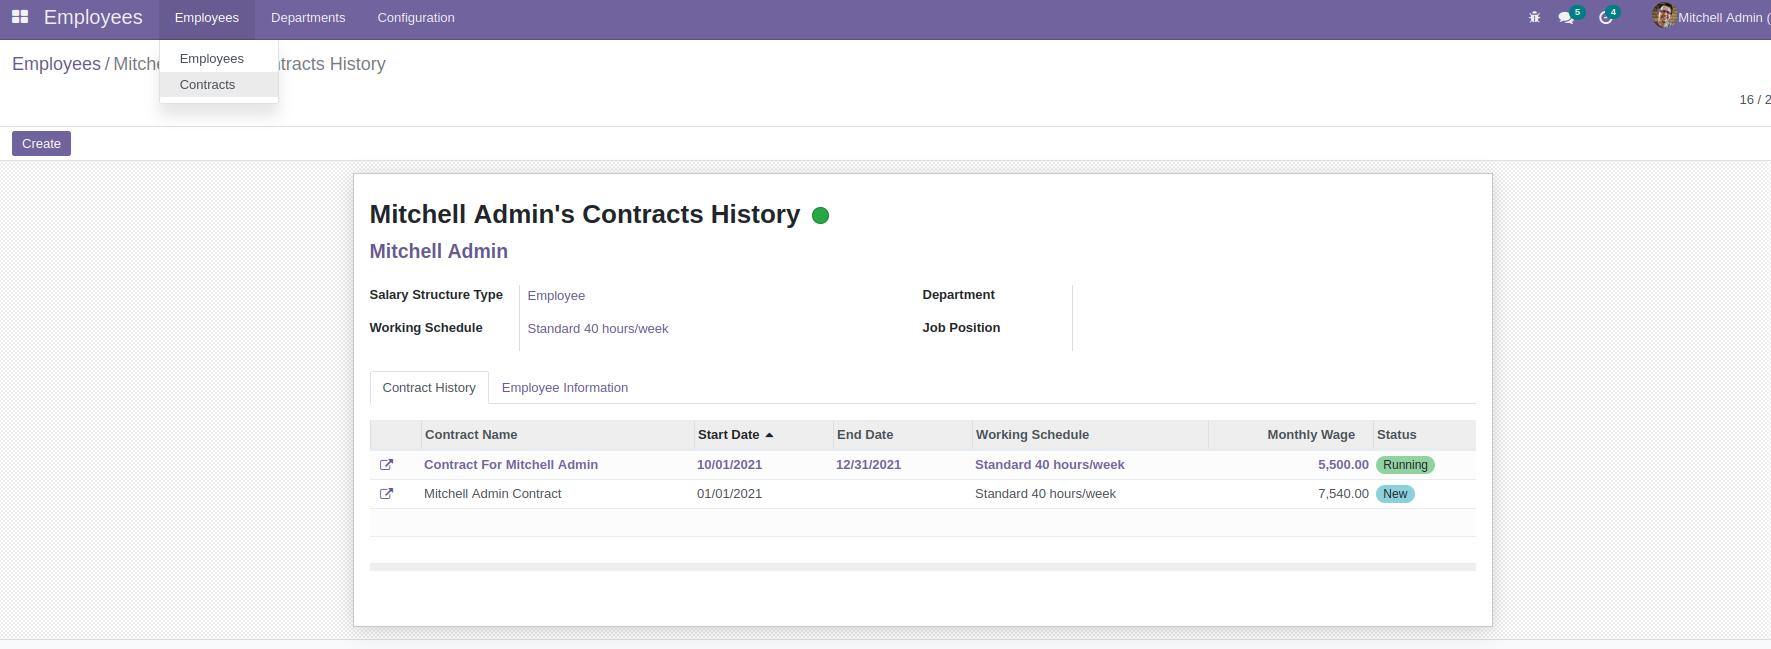 Employees Employees Departments Configuration 5 4 Mitchell Admin (
Employees
Contracts
Employees / Mitche tracts History
16 / 2
Create
Mitchell Admin's Contracts History
Mitchell Admin
Salary Structure Type Employee Department
Working Schedule Standard 40 hours/week Job Position
Contract History Employee Information
Contract Name Start Date End Date Working Schedule Monthly Wage Status
Contract For Mitchell Admin 10/01/2021 12/31/2021 Standard 40 hours/week 5,500.00 Running
Mitchell Admin Contract 01/01/2021 Standard 40 hours/week 7,540.00 New